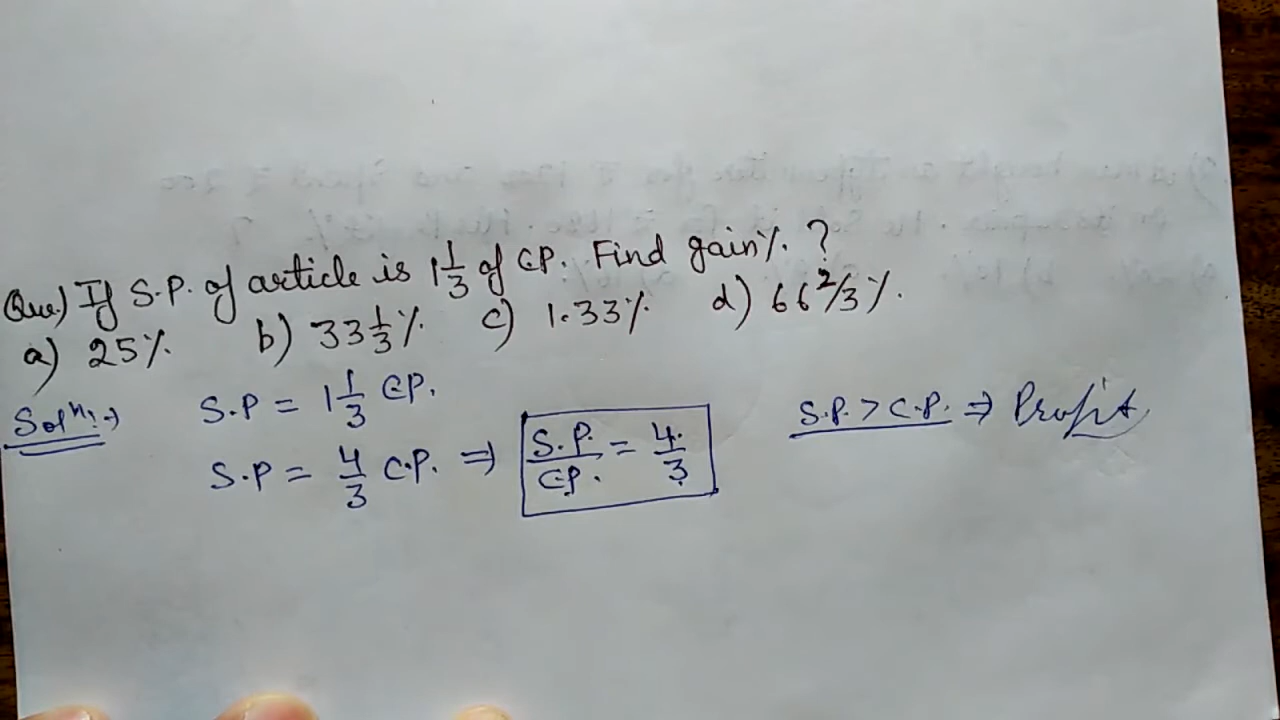 Que.) If S.P. of article is 1 1/3 of C.P. Find gain%. ?
a) 25%. b) 33 1/3 %. c) 1.33%. d) 66 2/3 %.
Solⁿ:→ S.P = 1 1/3 C.P.
S.P = 4/3 C.P. ⇒ S.P./C.P. = 4/3 S.P. > C.P. ⇒ Profit